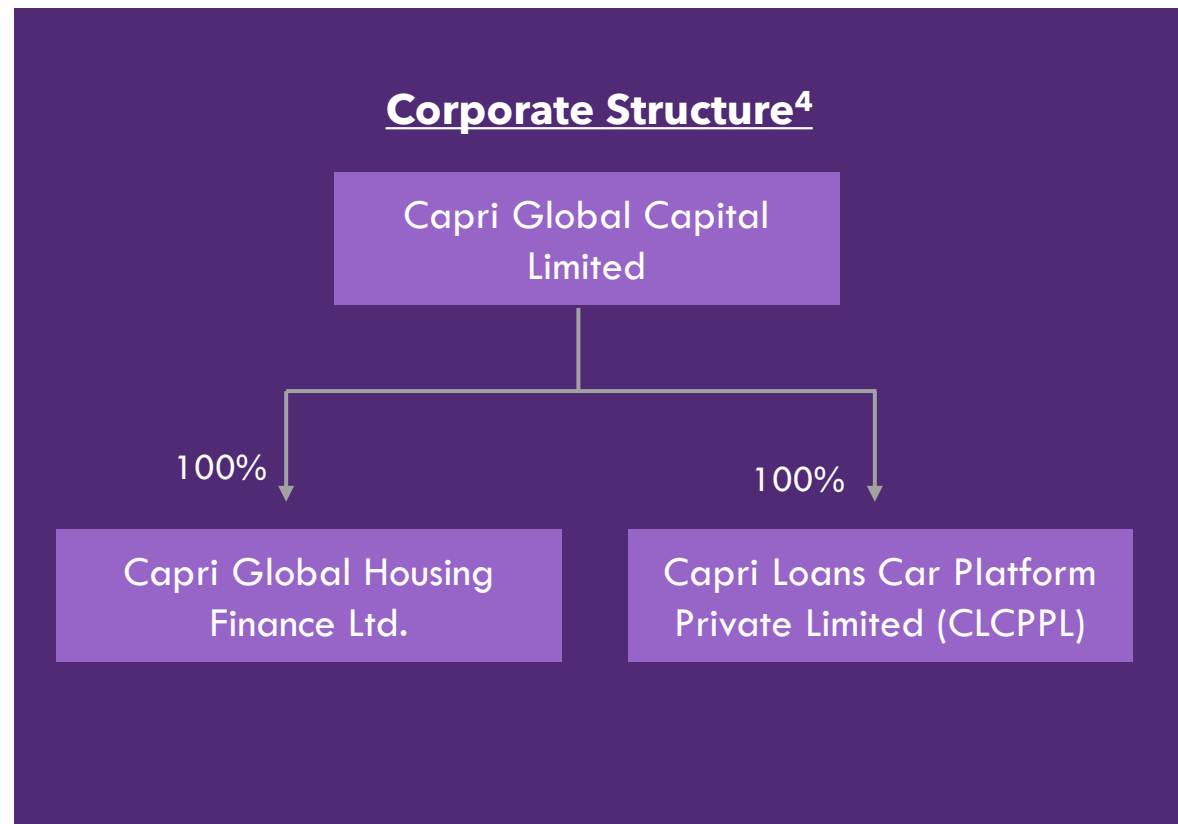 Corporate Structure⁴
Capri Global Capital
Limited
100%
100%
Capri Global Housing
Finance Ltd.
Capri Loans Car Platform
Private Limited (CLCPPL)